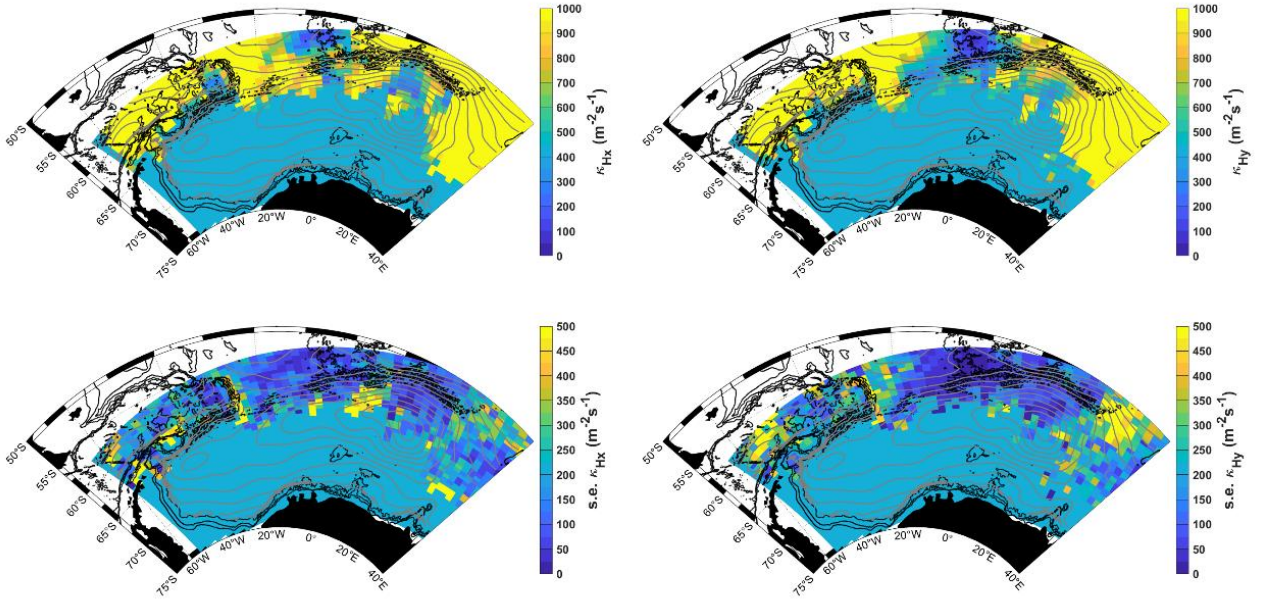 1000
900
800
700
600
500
400
300
200
100
0
κHx (m-2s-1)
50°S
55°S
60°S
65°S
70°S
75°S
60°W
40°W
20°W
0°
20°E
40°E
1000
900
800
700
600
500
400
300
200
100
0
κHy (m-2s-1)
50°S
55°S
60°S
65°S
70°S
75°S
60°W
40°W
20°W
0°
20°E
40°E
500
450
400
350
300
250
200
150
100
50
0
s.e. κHx (m-2s-1)
50°S
55°S
60°S
65°S
70°S
75°S
60°W
40°W
20°W
0°
20°E
40°E
500
450
400
350
300
250
200
150
100
50
0
s.e. κHy (m-2s-1)
50°S
55°S
60°S
65°S
70°S
75°S
60°W
40°W
20°W
0°
20°E
40°E